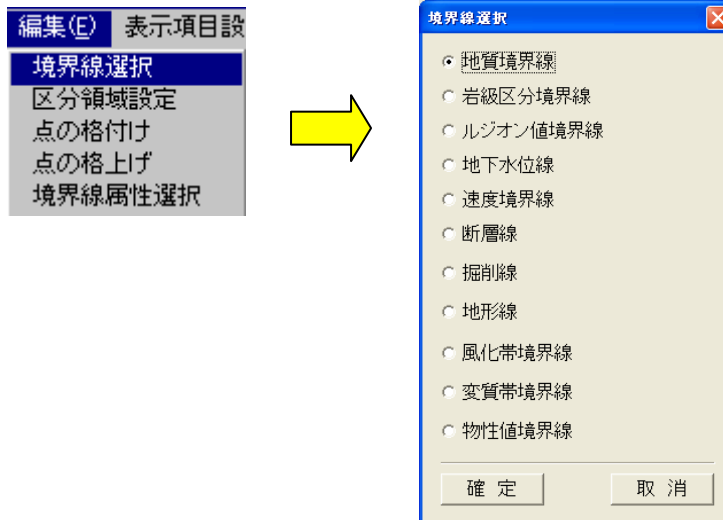 編集(E) 表示項目設
境界線選択
区分領域設定
点の格付け
点の格上げ
境界線属性選択
境界線選択
地質境界線
岩級区分境界線
ルジオン値境界線
地下水位線
速度境界線
断層線
掘削線
地形線
風化帯境界線
変質帯境界線
物性値境界線
確 定 取 消